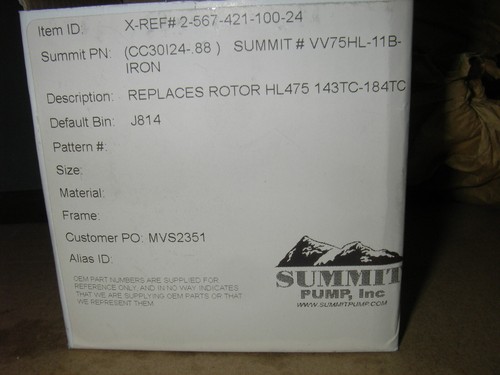 Item ID: X-REF# 2-567-421-100-24
Summit PN: (CC30I24-.88 ) SUMMIT # VV75HL-11B-
IRON
Description: REPLACES ROTOR HL475 143TC-184TC
Default Bin: J814
Pattern #:
Size:
Material:
Frame:
Customer PO: MVS2351
Alias ID:
OEM PART NUMBERS ARE SUPPLIED FOR
REFERENCE ONLY, AND IN NO WAY INDICATES
THAT WE ARE SUPPLYING OEM PARTS OR THAT
WE REPRESENT THEM.
SUMMIT
PUMP, Inc
WWW.SUMMITPUMP.COM